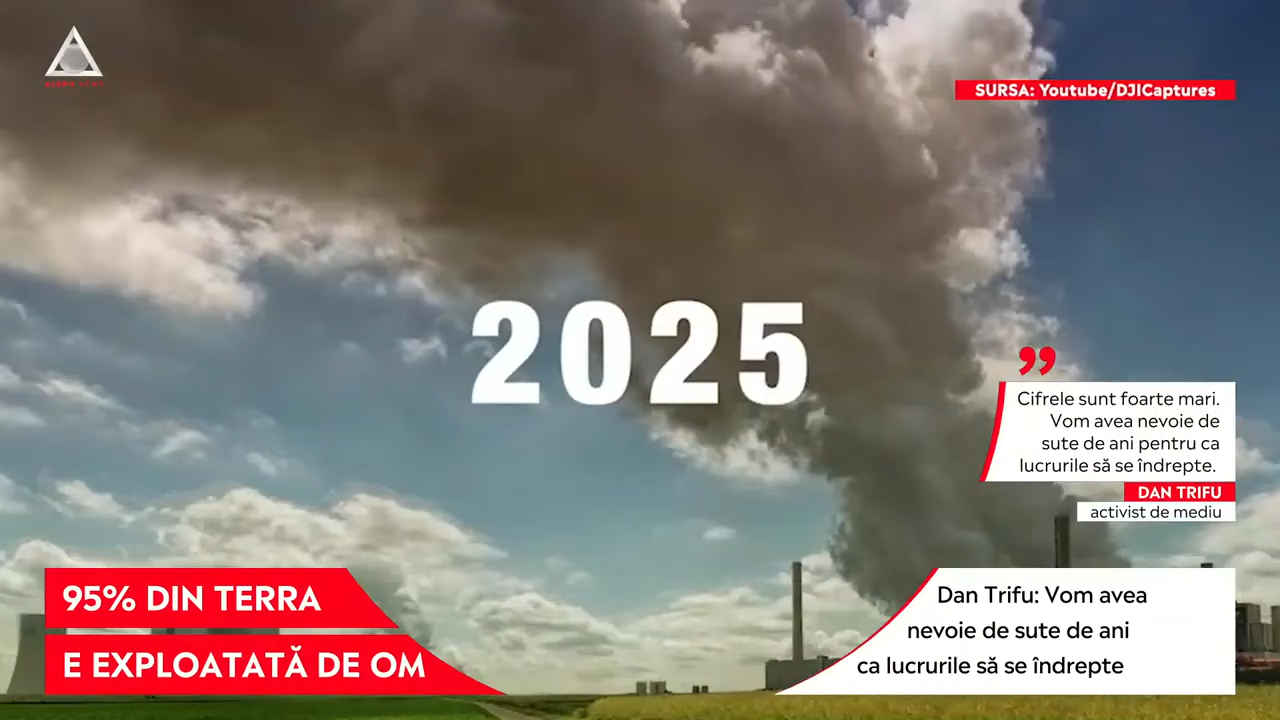 SURSA: Youtube/DJICaptures
2025
”
Cifrele sunt foarte mari.
Vom avea nevoie de
sute de ani pentru ca
lucrurile să se îndrepte.
DAN TRIFU
activist de mediu
95% DIN TERRA
E EXPLOATATĂ DE OM
Dan Trifu: Vom avea
nevoie de sute de ani
ca lucrurile să se îndrepte